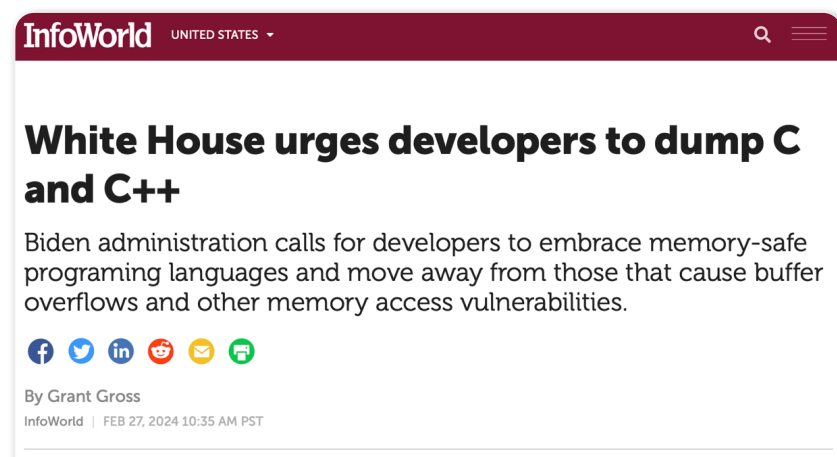 InfoWorld UNITED STATES
White House urges developers to dump C
and C++
Biden administration calls for developers to embrace memory-safe
programing languages and move away from those that cause buffer
overflows and other memory access vulnerabilities.
By Grant Gross
InfoWorld | FEB 27, 2024 10:35 AM PST